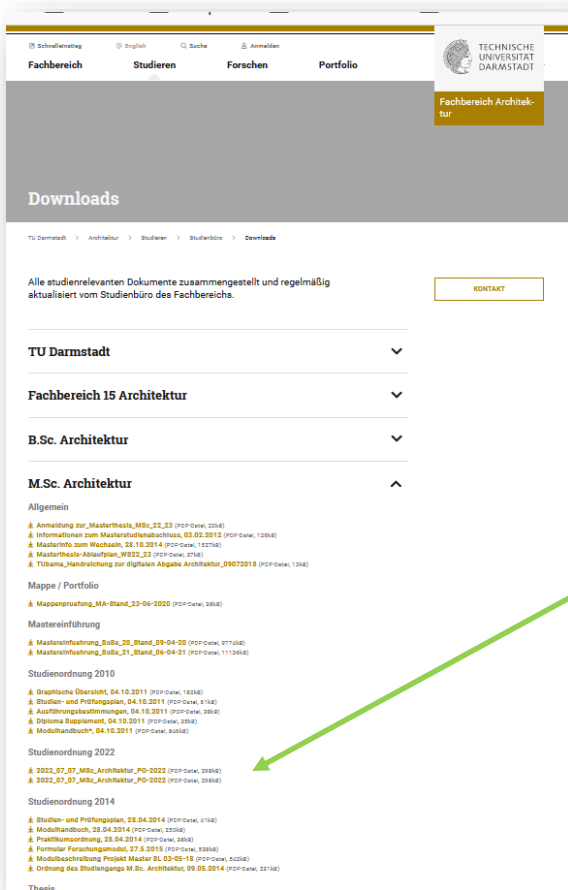 Schnelleinstieg English Suche Anmelden
Fachbereich Studieren Forschen Portfolio
TECHNISCHE
UNIVERSITÄT
DARMSTADT
Fachbereich Architek-
tur
Downloads
TU Darmstadt > Architektur > Studieren > Studienbüro > Downloads
Alle studienrelevanten Dokumente zusammengestellt und regelmäßig
aktualisiert vom Studienbüro des Fachbereichs.
KONTAKT
TU Darmstadt
Fachbereich 15 Architektur
B.Sc. Architektur
M.Sc. Architektur
Allgemein
Anmeldung zur_Masterthesis_MSc_22_23 (PDF-Datei, 22kB)
Informationen zum Masterstudienabschluss, 03.02.2012 (PDF-Datei, 126kB)
Masterinfo zum Wechseln, 28.10.2014 (PDF-Datei, 1527kB)
Masterthesis-Ablaufplan_WS22_23 (PDF-Datei, 37kB)
TUbama_Handreichung zur digitalen Abgabe Architektur_09072018 (PDF-Datei, 13kB)
Mappe / Portfolio
Mappenpruefung_MA-Stand_23-06-2020 (PDF-Datei, 38kB)
Mastereinführung
Mastereinfuehrung_SoSe_20_Stand_09-04-20 (PDF-Datei, 9774kB)
Mastereinfuehrung_SoSe_21_Stand_06-04-21 (PDF-Datei, 11136kB)
Studienordnung 2010
Graphische Übersicht, 04.10.2011 (PDF-Datei, 182kB)
Studien- und Prüfungsplan, 04.10.2011 (PDF-Datei, 61kB)
Ausführungsbestimmungen, 04.10.2011 (PDF-Datei, 38kB)
Diploma Supplement, 04.10.2011 (PDF-Datei, 35kB)
Modulhandbuch*, 04.10.2011 (PDF-Datei, 848kB)
Studienordnung 2022
2022_07_07_MSc_Architektur_PO-2022 (PDF-Datei, 298kB)
2022_07_07_MSc_Architektur_PO-2022 (PDF-Datei, 298kB)
Studienordnung 2014
Studien- und Prüfungsplan, 28.04.2014 (PDF-Datei, 41kB)
Modulhandbuch, 28.04.2014 (PDF-Datei, 250kB)
Praktikumsordnung, 28.04.2014 (PDF-Datei, 38kB)
Formular Forschungsmodul, 27.5.2015 (PDF-Datei, 538kB)
Modulbeschreibung Projekt Master SL 03-05-18 (PDF-Datei, 542kB)
Ordnung des Studiengangs M.Sc. Architektur, 09.05.2014 (PDF-Datei, 221kB)
Thesis